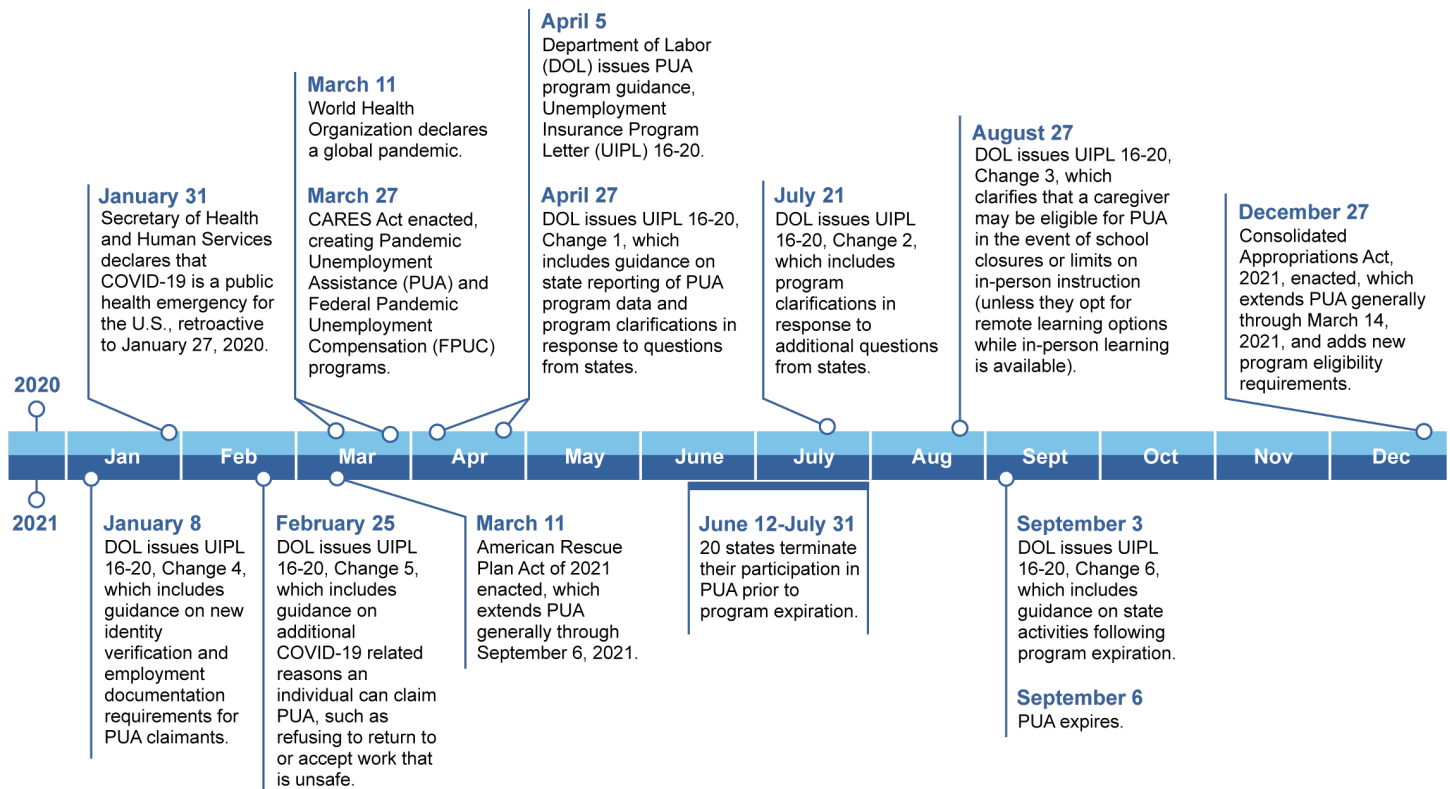 January 31
Secretary of Health
and Human Services
declares that
COVID-19 is a public
health emergency for
the U.S., retroactive
to January 27, 2020.
March 11
World Health
Organization declares
a global pandemic.
March 27
CARES Act enacted,
creating Pandemic
Unemployment
Assistance (PUA) and
Federal Pandemic
Unemployment
Compensation (FPUC)
programs.
April 5
Department of Labor
(DOL) issues PUA
program guidance,
Unemployment
Insurance Program
Letter (UIPL) 16-20.
April 27
DOL issues UIPL 16-20,
Change 1, which
includes guidance on
state reporting of PUA
program data and
program clarifications in
response to questions
from states.
July 21
DOL issues UIPL
16-20, Change 2,
which includes
program
clarifications in
response to
additional questions
from states.
August 27
DOL issues UIPL 16-20,
Change 3, which
clarifies that a caregiver
may be eligible for PUA
in the event of school
closures or limits on
in-person instruction
(unless they opt for
remote learning options
while in-person learning
is available).
December 27
Consolidated
Appropriations Act,
2021, enacted, which
extends PUA generally
through March 14,
2021, and adds new
program eligibility
requirements.
2020
Jan
Feb
Mar
Apr
May
June
July
Aug
Sept
Oct
Nov
Dec
2021
January 8
DOL issues UIPL
16-20, Change 4,
which includes
guidance on new
identity
verification and
employment
documentation
requirements for
PUA claimants.
February 25
DOL issues UIPL
16-20, Change 5,
which includes
guidance on
additional
COVID-19 related
reasons an
individual can claim
PUA, such as
refusing to return to
or accept work that
is unsafe.
March 11
American Rescue
Plan Act of 2021
enacted, which
extends PUA
generally through
September 6, 2021.
June 12-July 31
20 states terminate
their participation in
PUA prior to
program expiration.
September 3
DOL issues UIPL
16-20, Change 6,
which includes
guidance on state
activities following
program expiration.
September 6
PUA expires.